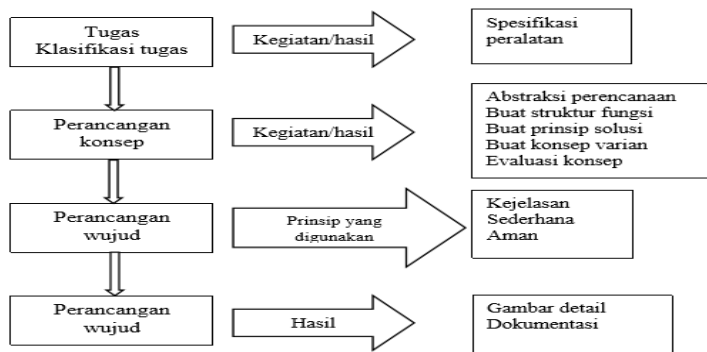 Tugas
Klasifikasi tugas
Kegiatan/hasil
Spesifikasi
peralatan
Perancangan
konsep
Kegiatan/hasil
Abstraksi perencanaan
Buat struktur fungsi
Buat prinsip solusi
Buat konsep varian
Evaluasi konsep
Perancangan
wujud
Prinsip yang
digunakan
Kejelasan
Sederhana
Aman
Perancangan
wujud
Hasil
Gambar detail
Dokumentasi